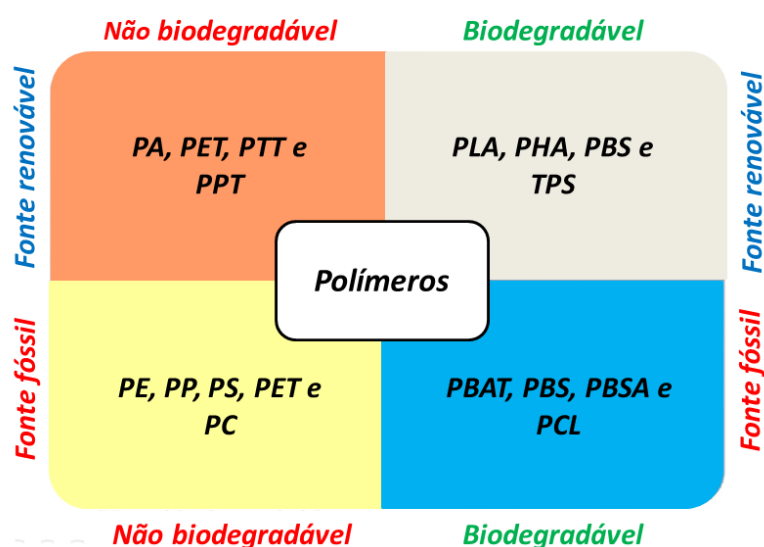 Não biodegradável
Biodegradável
Fonte renovável
PA, PET, PTT e
PPT
PLA, PHA, PBS e
TPS
Fonte renovável
Polímeros
Fonte fóssil
PE, PP, PS, PET e
PC
PBAT, PBS, PBSA e
PCL
Fonte fóssil
Não biodegradável
Biodegradável